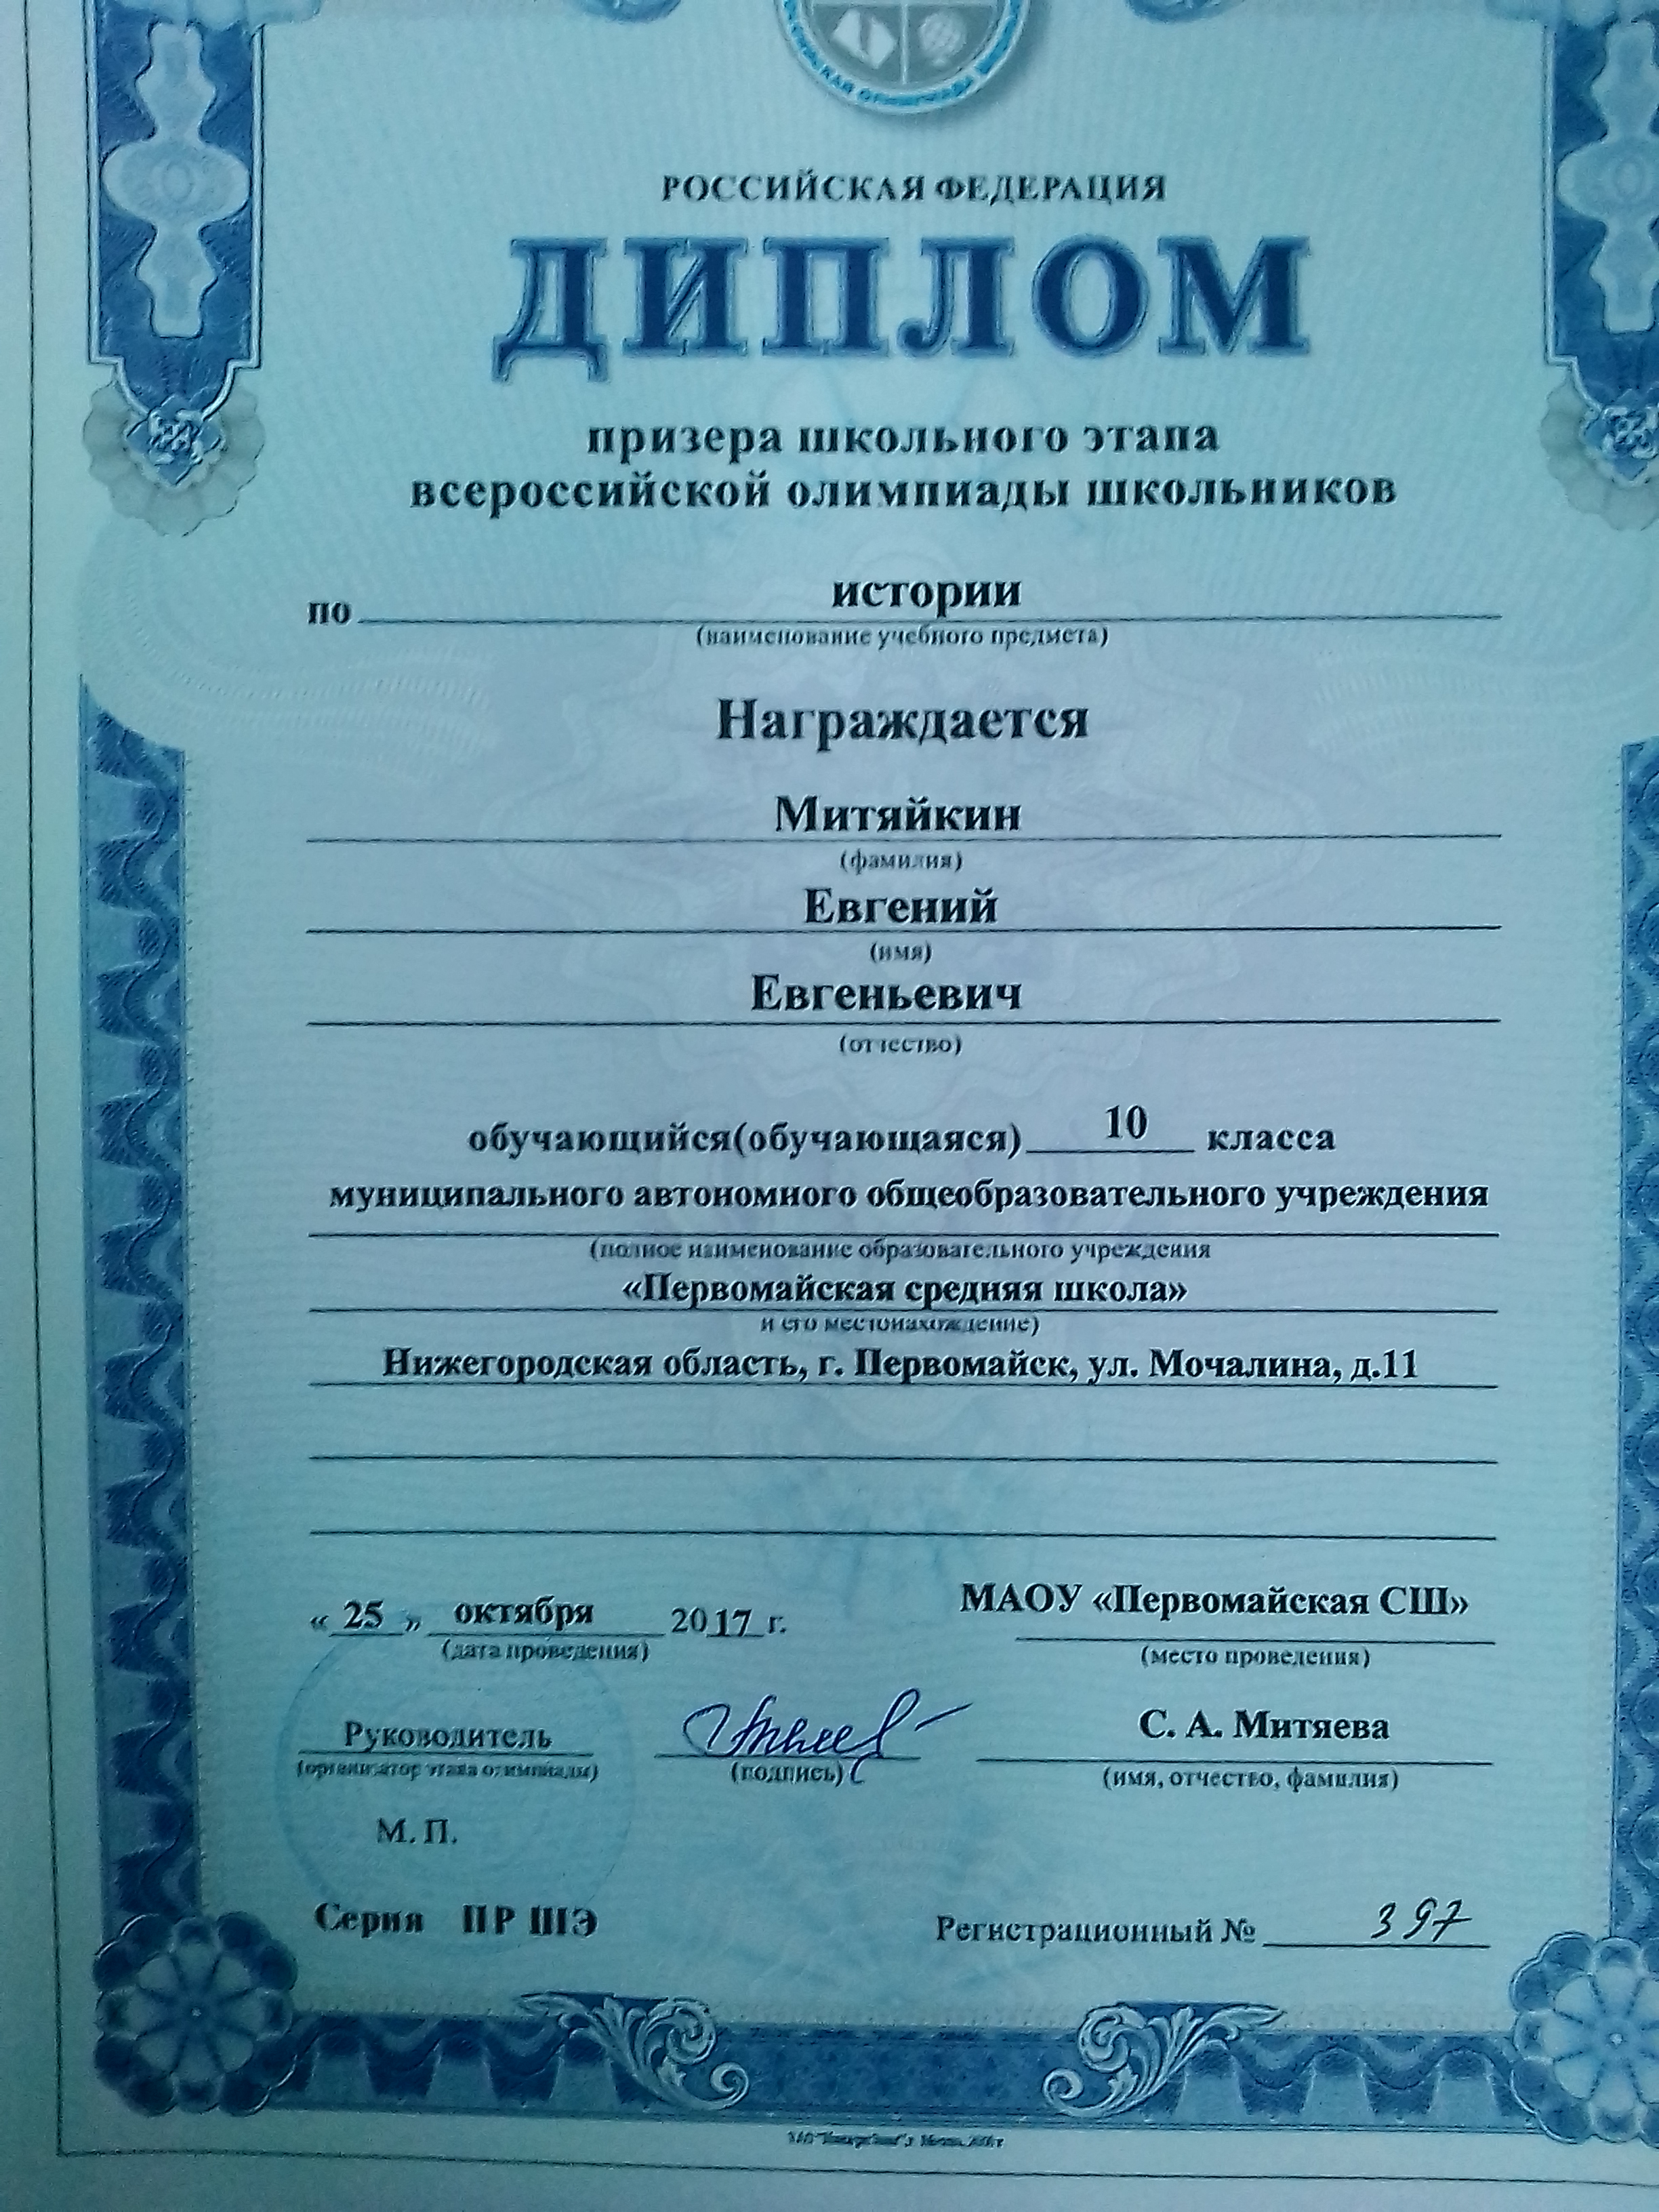 ОЛИМПИАДА
РОССИЙСКАЯ ФЕДЕРАЦИЯ
ДИПЛОМ
призера школьного этапа
всероссийской олимпиады школьников
по истории
(наименование учебного предмета)
Награждается
Митяйкин
(фамилия)
Евгений
(имя)
Евгеньевич
(отчество)
обучающийся(обучающаяся) 10 класса
муниципального автономного общеобразовательного учреждения
(полное наименование образовательного учреждения
«Первомайская средняя школа»
и его местонахождение)
Нижегородская область, г. Первомайск, ул. Мочалина, д.11
« 25 » октября 2017 г. МАОУ «Первомайская СШ»
(дата проведения) (место проведения)
Руководитель С. А. Митяева
(организатор этапа олимпиады) (подпись) (имя, отчество, фамилия)
М. П.
Серия ПР ШЭ Регистрационный № 397